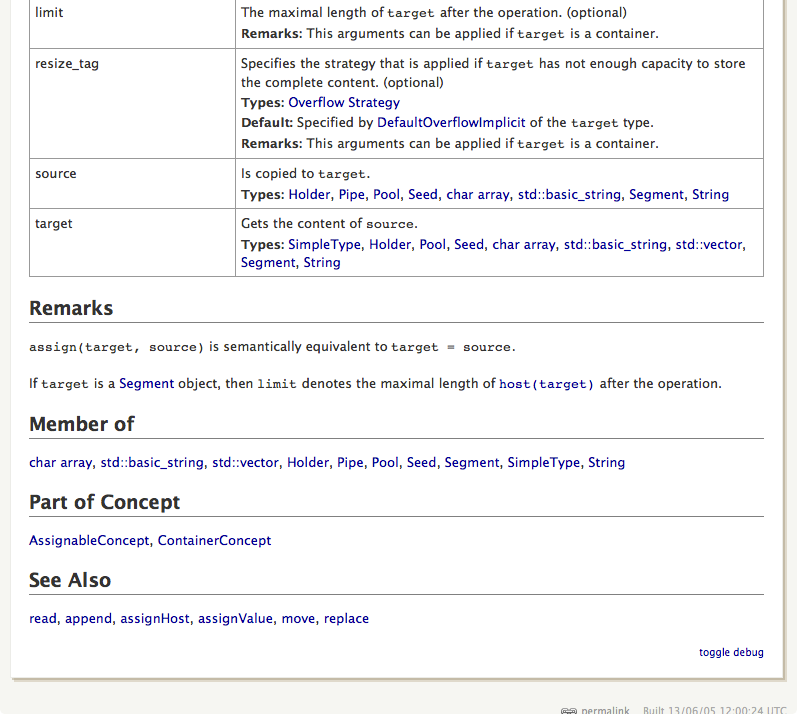 limit
The maximal length of target after the operation. (optional)
Remarks: This arguments can be applied if target is a container.
resize_tag
Specifies the strategy that is applied if target has not enough capacity to store
the complete content. (optional)
Types: Overflow Strategy
Default: Specified by DefaultOverflowImplicit of the target type.
Remarks: This arguments can be applied if target is a container.
source
Is copied to target.
Types: Holder, Pipe, Pool, Seed, char array, std::basic_string, Segment, String
target
Gets the content of source.
Types: SimpleType, Holder, Pool, Seed, char array, std::basic_string, std::vector,
Segment, String
Remarks
assign(target, source) is semantically equivalent to target = source.
If target is a Segment object, then limit denotes the maximal length of host(target) after the operation.
Member of
char array, std::basic_string, std::vector, Holder, Pipe, Pool, Seed, Segment, SimpleType, String
Part of Concept
AssignableConcept, ContainerConcept
See Also
read, append, assignHost, assignValue, move, replace
toggle debug
permalink Built 13/06/05 12:00:24 UTC